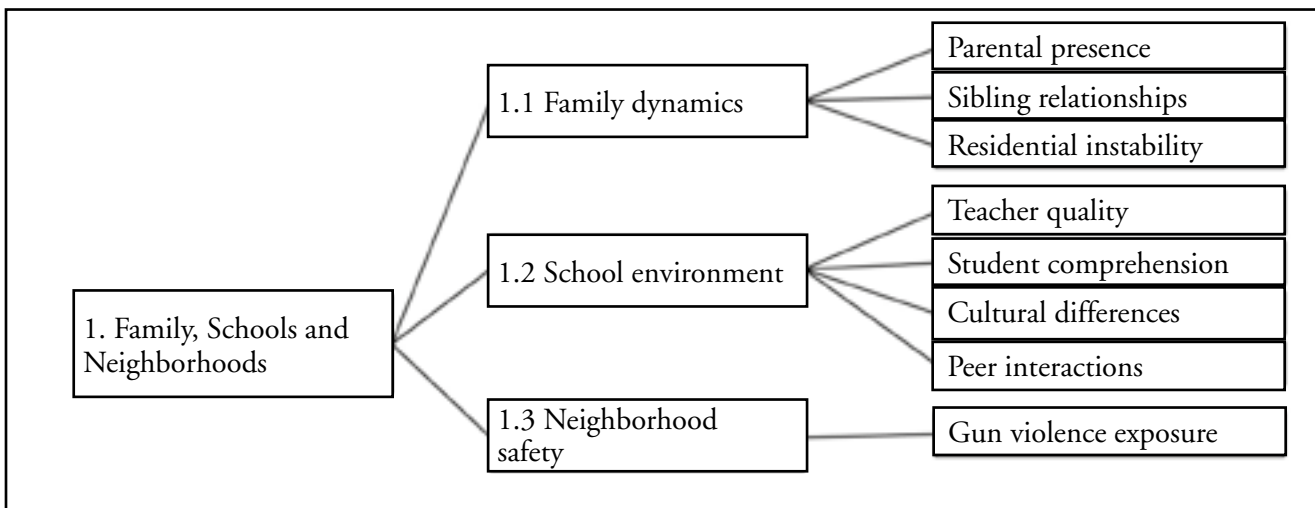 1. Family, Schools and
Neighborhoods
1.1 Family dynamics
Parental presence
Sibling relationships
Residential instability
1.2 School environment
Teacher quality
Student comprehension
Cultural differences
Peer interactions
1.3 Neighborhood
safety
Gun violence exposure